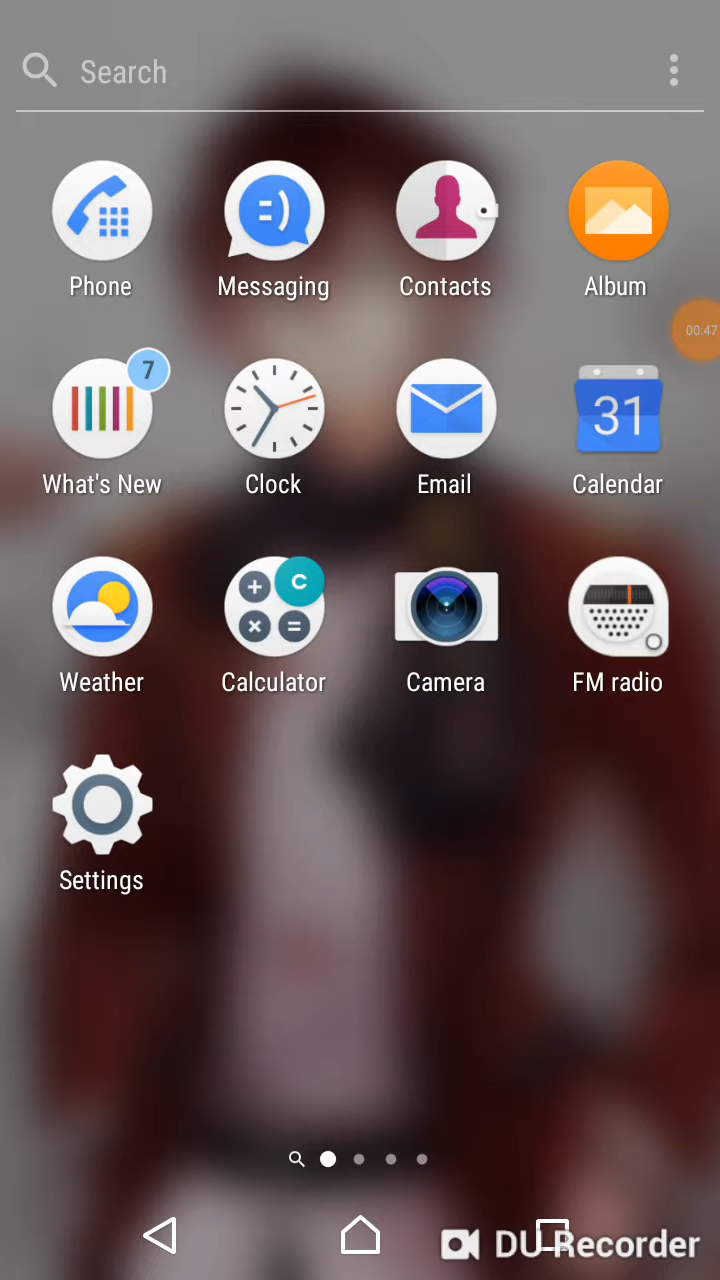 Search
Phone
Messaging
Contacts
Album
00:47
7
What's New
Clock
Email
31
Calendar
C
Weather
Calculator
Camera
FM radio
Settings
DU Recorder